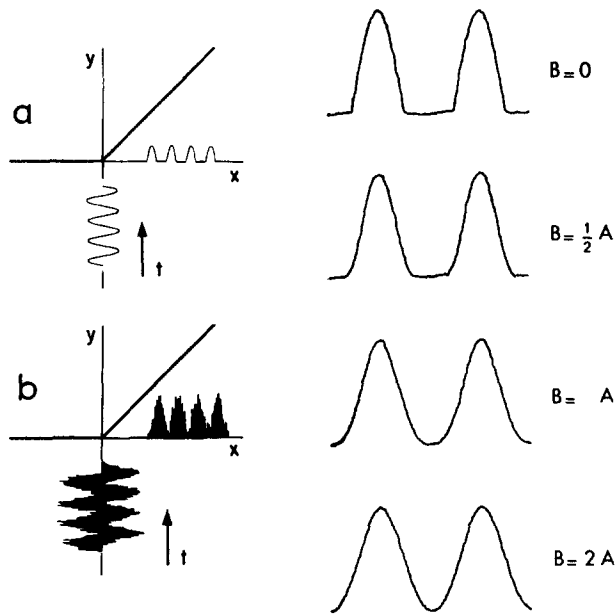 y
a
x
t
y
b
x
t
B = 0
B = 1/2 A
B = A
B = 2 A